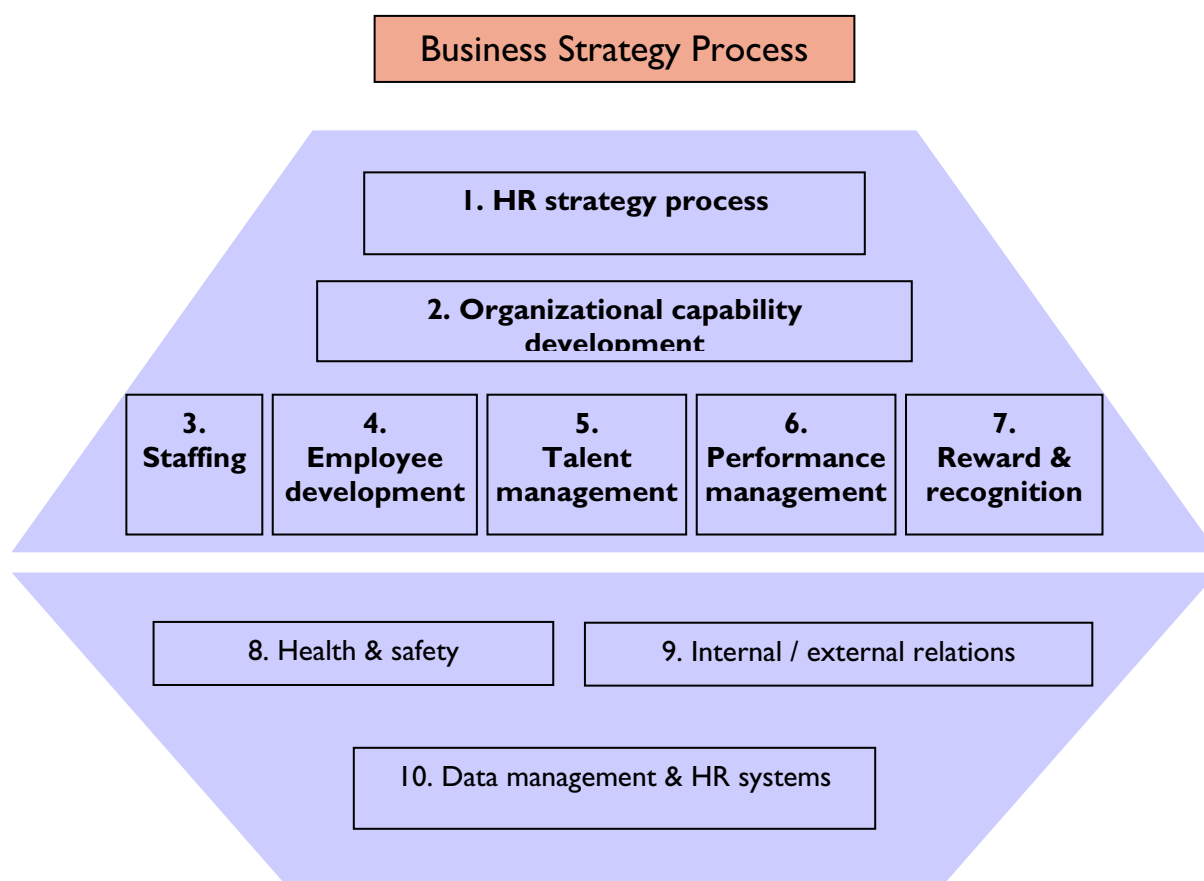 Business Strategy Process
1. HR strategy process
2. Organizational capability
development
3.
Staffing
4.
Employee
development
5.
Talent
management
6.
Performance
management
7.
Reward &
recognition
8. Health & safety
9. Internal / external relations
10. Data management & HR systems